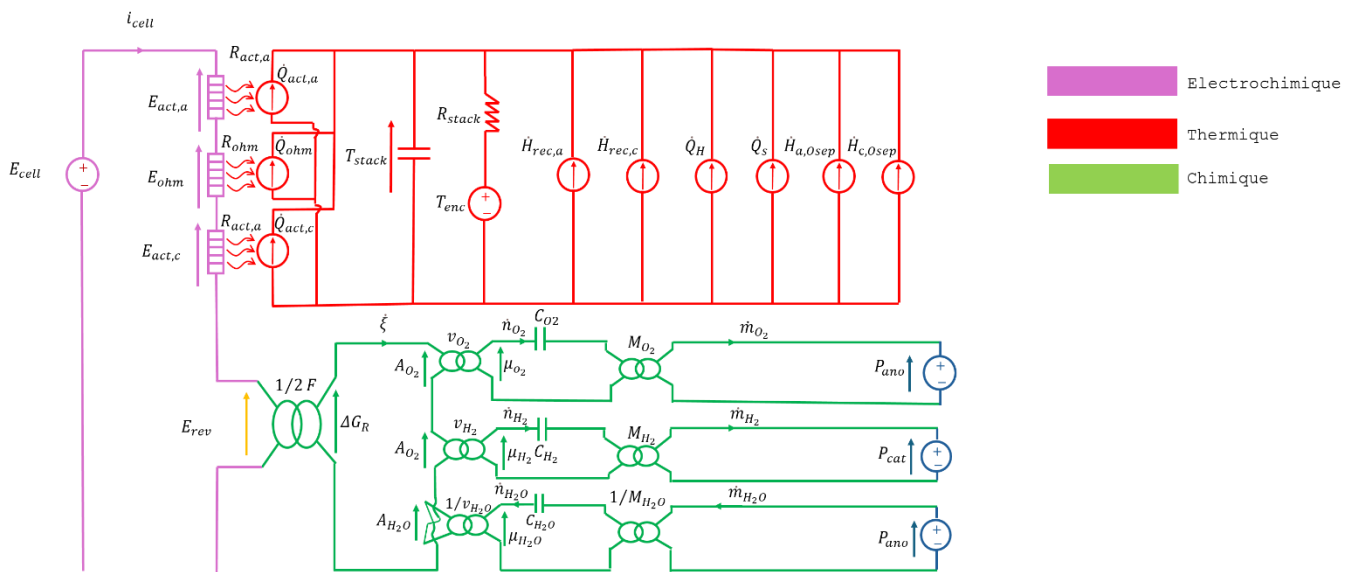 i_cell
R_act,a
Q̇_act,a
E_act,a
R_ohm
Q̇_ohm
E_ohm
R_act,a
Q̇_act,c
E_act,c
E_cell
+
−
T_stack
R_stack
T_enc
+
−
Ḣ_rec,a
Ḣ_rec,c
Q̇_H
Q̇_s
Ḣ_a,Osep
Ḣ_c,Osep
Electrochimique
Thermique
Chimique
1/2 F
E_rev
ΔG_R
ξ̇
A_O₂
v_O₂
ṅ_O₂
μ_O₂
C_O2
M_O₂
ṁ_O₂
P_ano
+
−
A_O₂
v_H₂
ṅ_H₂
μ_H₂
C_H₂
M_H₂
ṁ_H₂
P_cat
+
−
A_H₂O
1/v_H₂O
ṅ_H₂O
μ_H₂O
C_H₂O
1/M_H₂O
ṁ_H₂O
P_ano
+
−